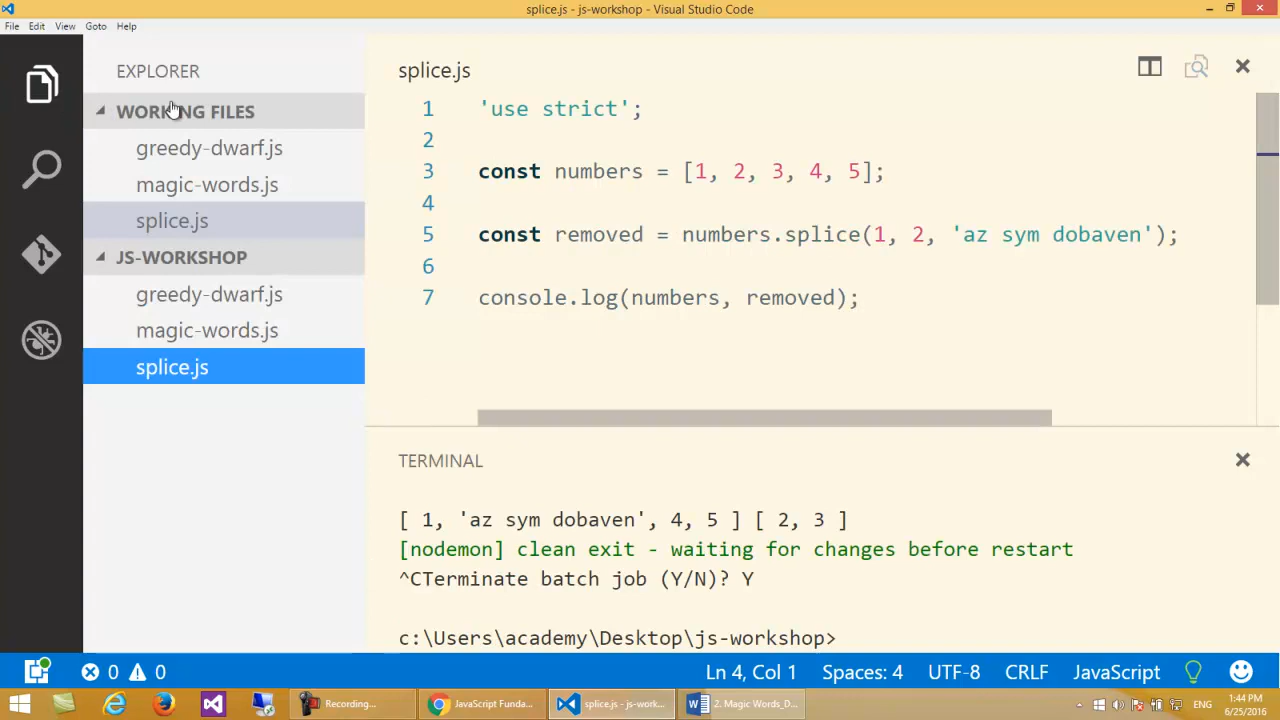 splice.js - js-workshop - Visual Studio Code
File Edit View Goto Help
EXPLORER
WORKING FILES
greedy-dwarf.js
magic-words.js
splice.js
JS-WORKSHOP
greedy-dwarf.js
magic-words.js
splice.js
splice.js
1 'use strict';
2
3 const numbers = [1, 2, 3, 4, 5];
4
5 const removed = numbers.splice(1, 2, 'az sym dobaven');
6
7 console.log(numbers, removed);
TERMINAL
[ 1, 'az sym dobaven', 4, 5 ] [ 2, 3 ]
[nodemon] clean exit - waiting for changes before restart
^CTerminate batch job (Y/N)? Y
c:\Users\academy\Desktop\js-workshop>
0 0 Ln 4, Col 1 Spaces: 4 UTF-8 CRLF JavaScript
Recording... JavaScript Funda... splice.js - js-work... 2. Magic Words_D... ENG 1:44 PM
6/25/2016